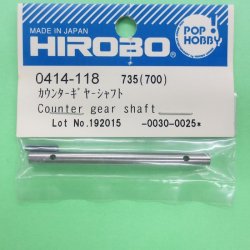 MADE IN JAPAN
HIROBO
POP
HOBBY
0414-118 735(700)
カウンターギヤーシャフト
Counter gear shaft
Lot No.192015 -0030-0025*